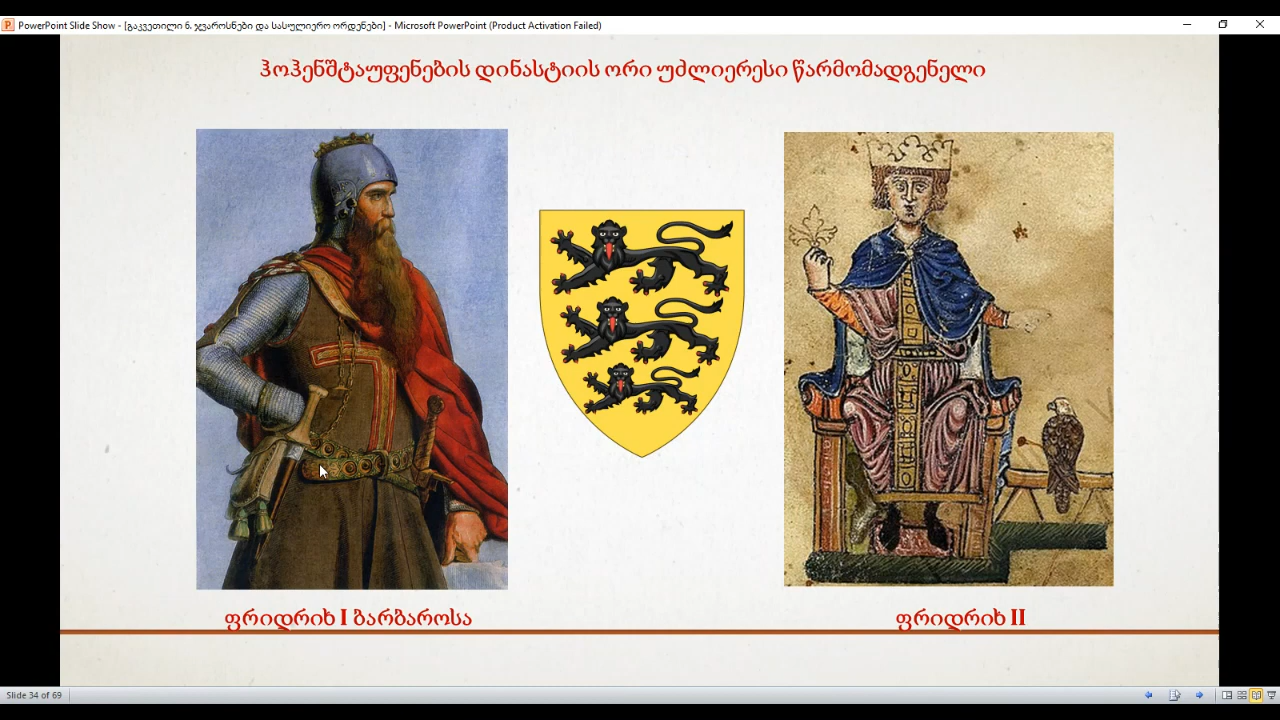 PowerPoint Slide Show - [გაკვეთილი 6. ჯვაროსნები და სასულიერო ორდენები] - Microsoft PowerPoint (Product Activation Failed)
ჰოჰენშტაუფენების დინასტიის ორი უძლიერესი წარმომადგენელი
ფრიდრიხ I ბარბაროსა
ფრიდრიხ II
Slide 34 of 69